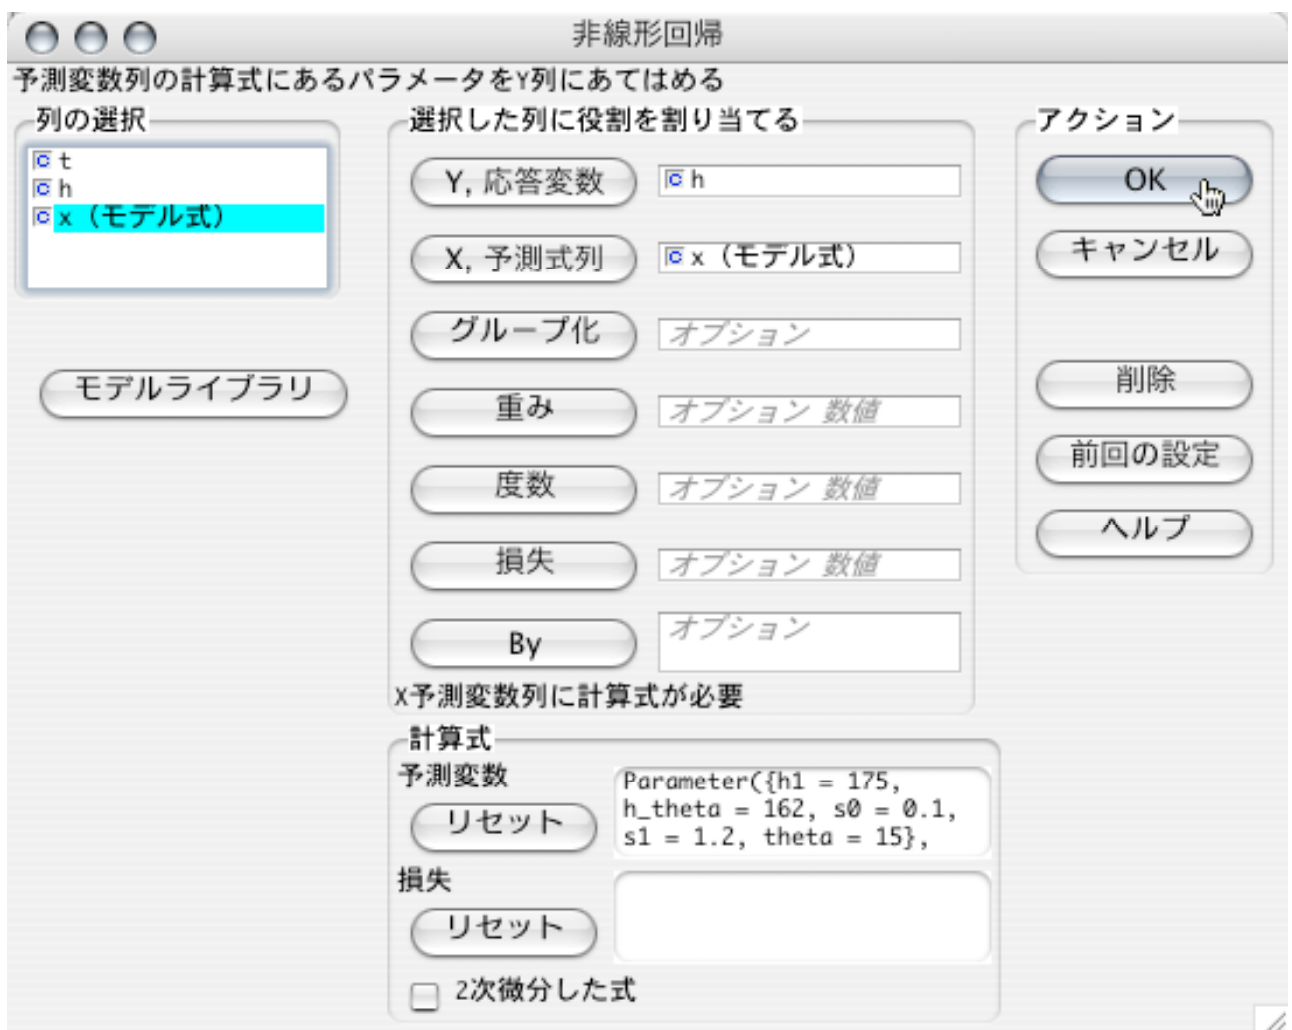 非線形回帰
予測変数列の計算式にあるパラメータをY列にあてはめる
列の選択
t
h
x（モデル式）
モデルライブラリ
選択した列に役割を割り当てる
Y, 応答変数
h
X, 予測式列
x（モデル式）
グループ化
オプション
重み
オプション 数値
度数
オプション 数値
損失
オプション 数値
By
オプション
X予測変数列に計算式が必要
計算式
予測変数
リセット
Parameter({h1 = 175,
h_theta = 162, s0 = 0.1,
s1 = 1.2, theta = 15},
損失
リセット
2次微分した式
アクション
OK
キャンセル
削除
前回の設定
ヘルプ